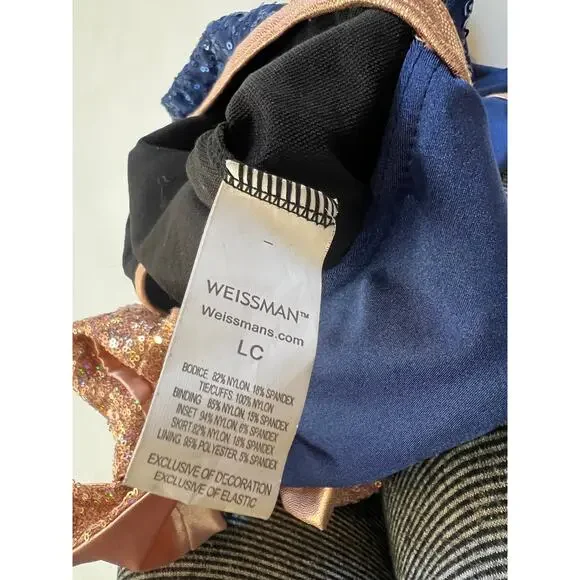 WEISSMAN™
Weissmans.com
LC
BODICE 82% NYLON, 18% SPANDEX
TIE/CUFFS: 100% NYLON
BINDING 85% NYLON, 15% SPANDEX
INSET 94% NYLON, 6% SPANDEX
SKIRT 82% NYLON, 18% SPANDEX
LINING 95% POLYESTER, 5% SPANDEX
EXCLUSIVE OF DECORATION
EXCLUSIVE OF ELASTIC